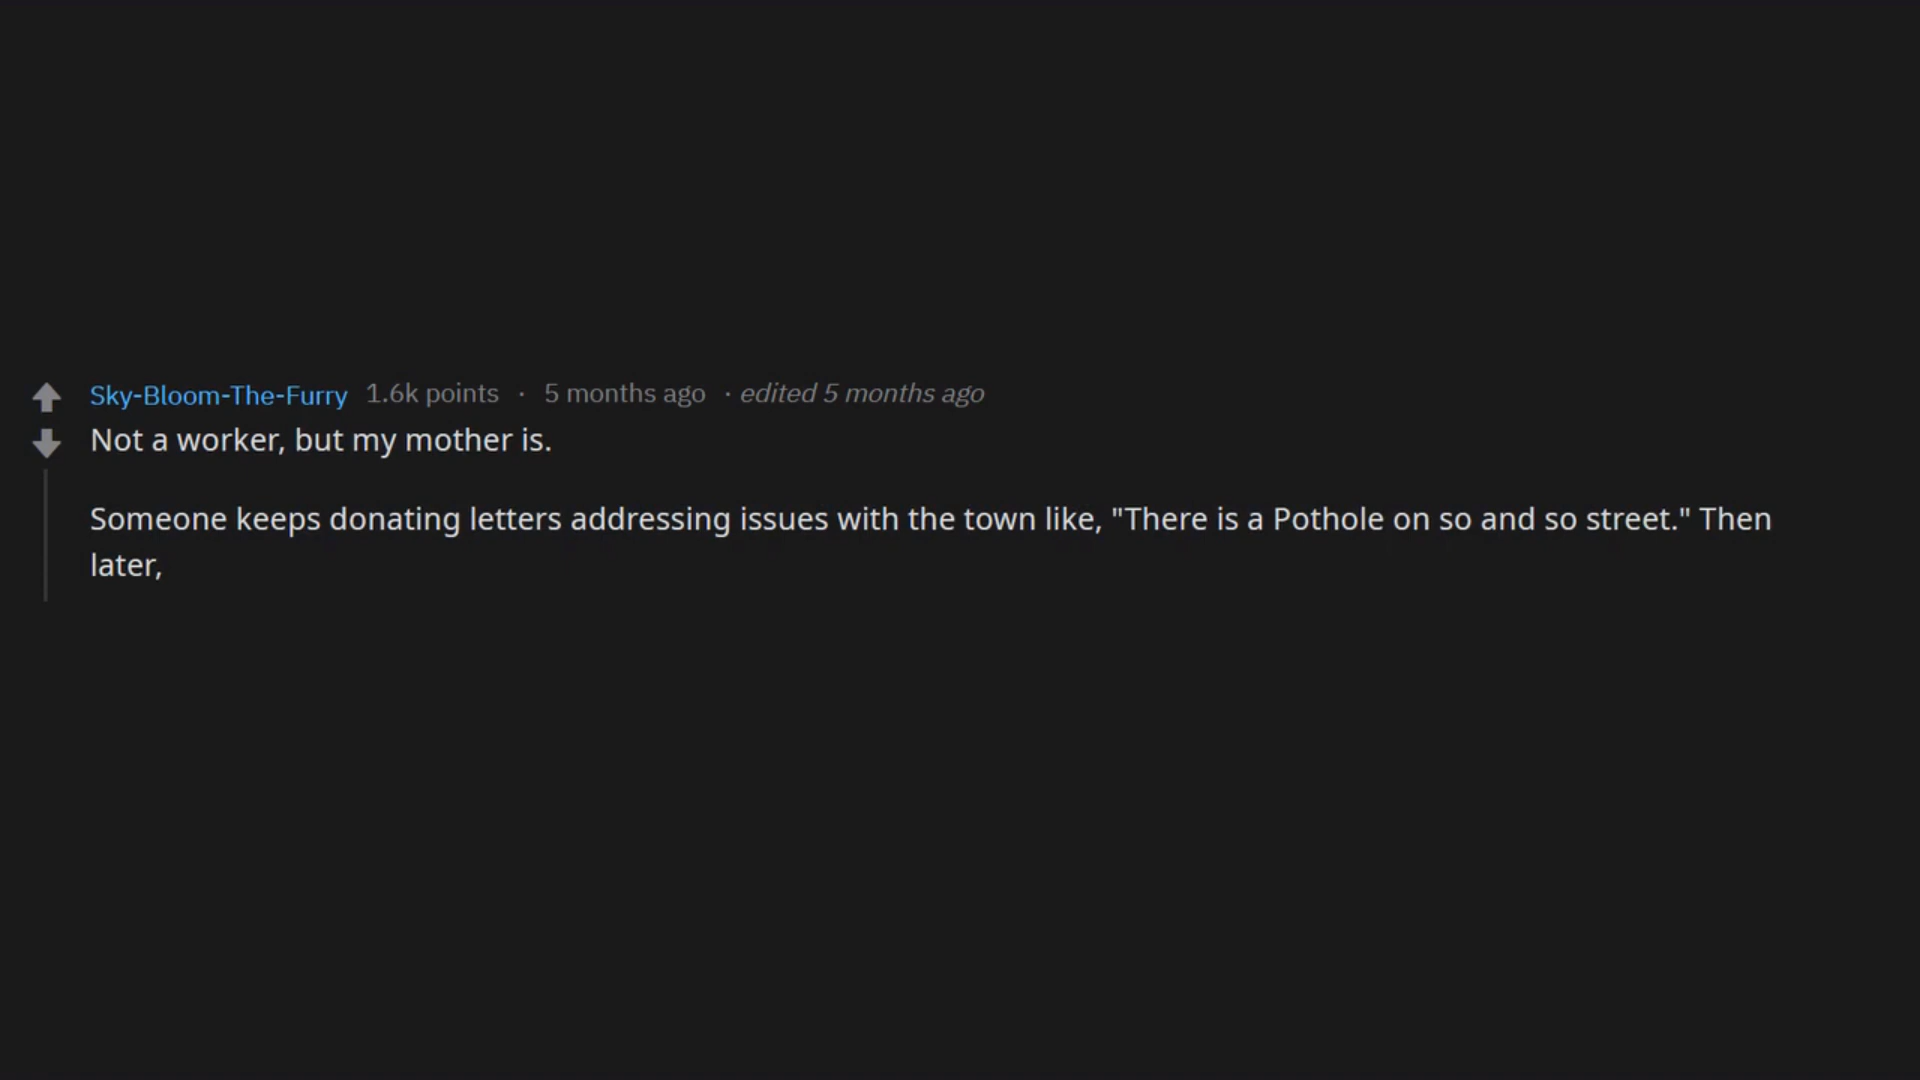 Sky-Bloom-The-Furry 1.6k points · 5 months ago · edited 5 months ago
Not a worker, but my mother is.
Someone keeps donating letters addressing issues with the town like, "There is a Pothole on so and so street." Then
later,